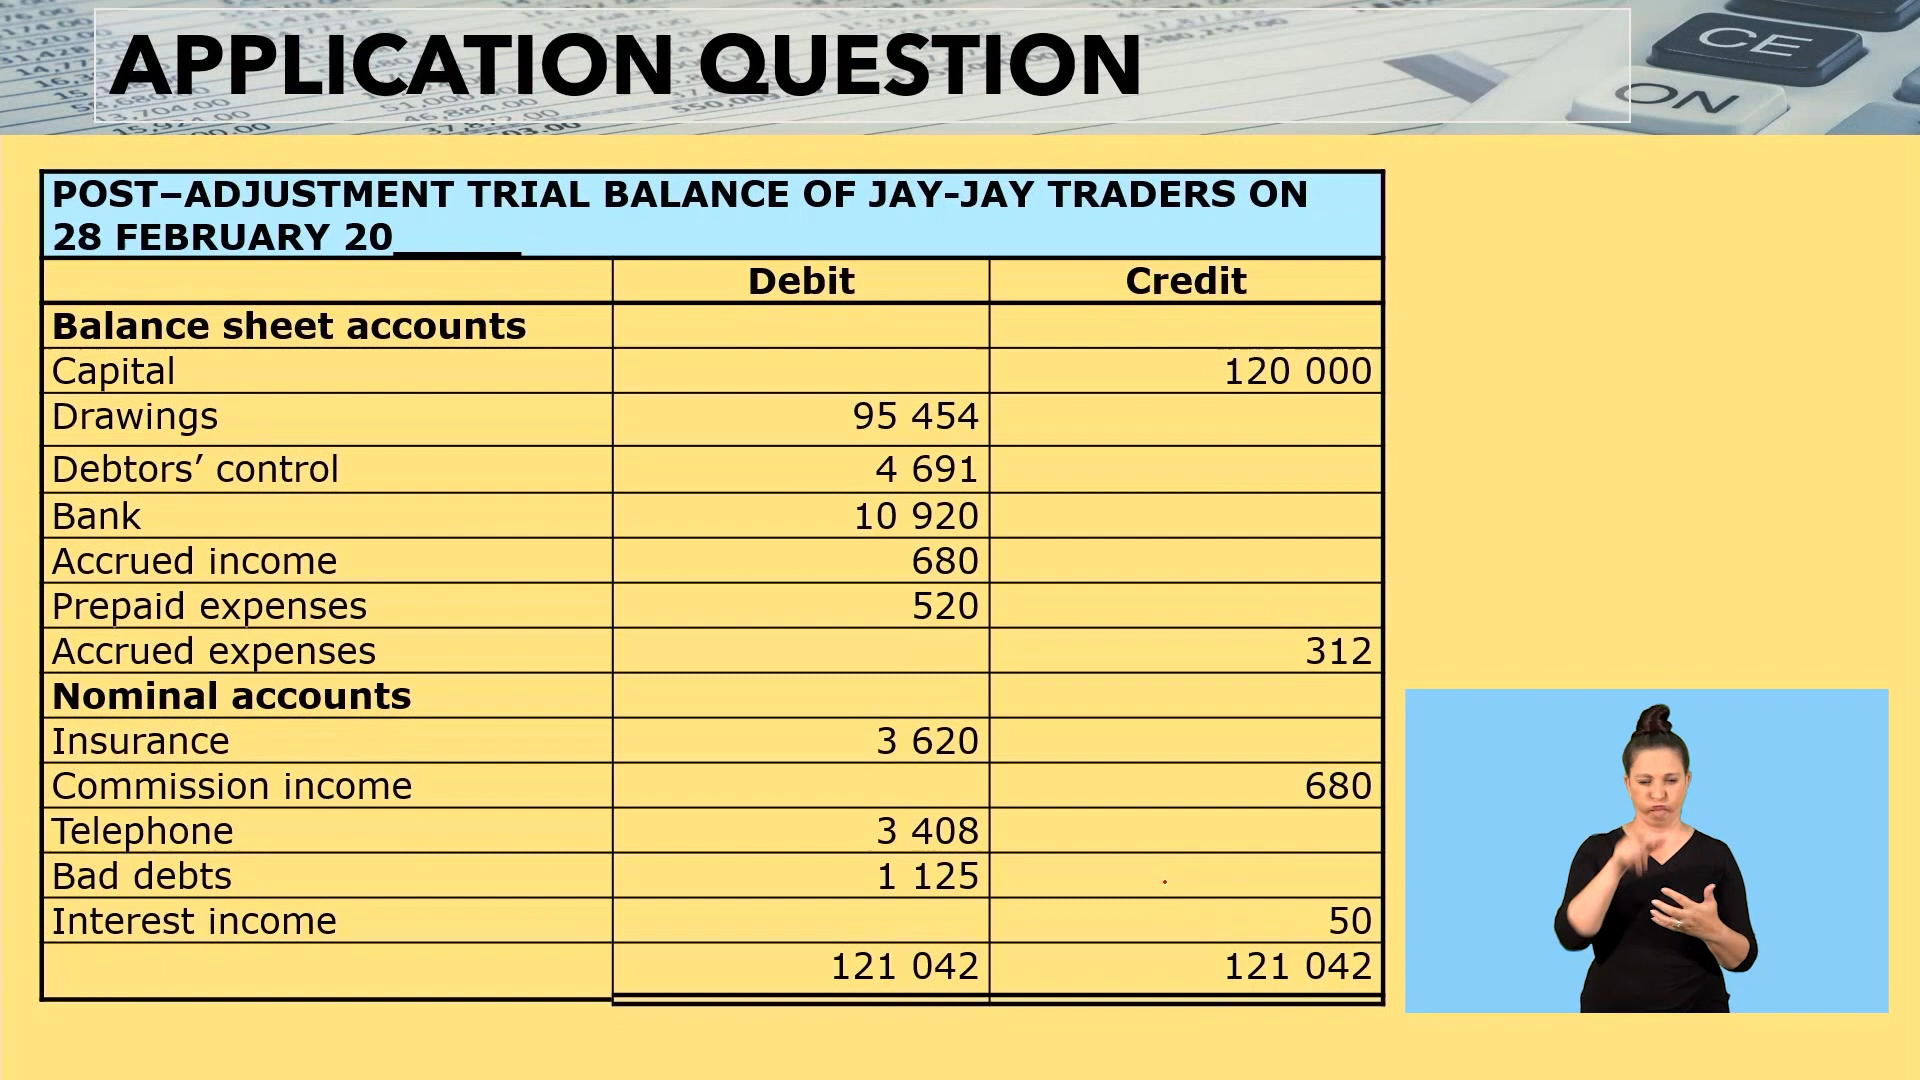 APPLICATION QUESTION
CE
ON
POST–ADJUSTMENT TRIAL BALANCE OF JAY-JAY TRADERS ON
28 FEBRUARY 20______
Debit Credit
Balance sheet accounts
Capital 120 000
Drawings 95 454
Debtors’ control 4 691
Bank 10 920
Accrued income 680
Prepaid expenses 520
Accrued expenses 312
Nominal accounts
Insurance 3 620
Commission income 680
Telephone 3 408
Bad debts 1 125
Interest income 50
121 042 121 042